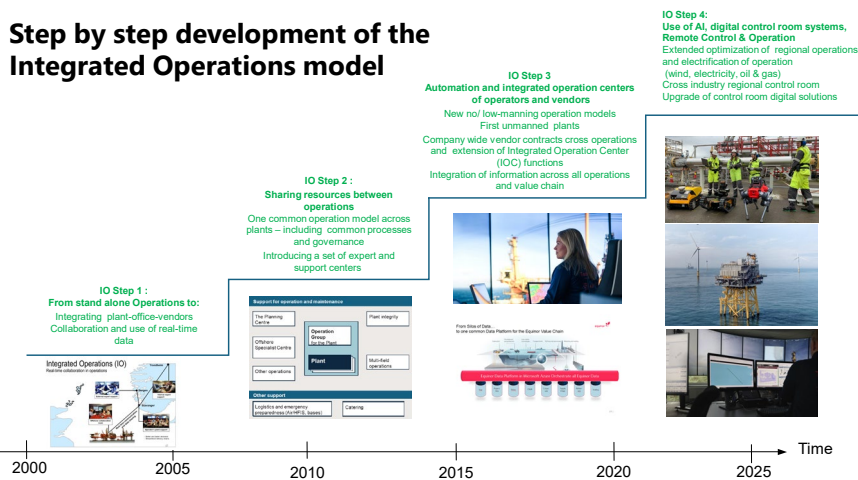 Step by step development of the
Integrated Operations model
IO Step 1 :
From stand alone Operations to:
Integrating plant-office-vendors
Collaboration and use of real-time
data
Integrated Operations (IO)
Real-time collaboration in operations
IO Step 2 :
Sharing resources between
operations
One common operation model across
plants – including common processes
and governance
Introducing a set of expert and
support centers
Support for operation and maintenance
The Planning
Centre
Offshore
Specialist Centre
Other operations
Operation
Group
for the Plant
Plant
Plant integrity
Multi-field
operations
Other support
Logistics and emergency
preparedness (Air/HFIS, bases)
Catering
IO Step 3
Automation and integrated operation centers
of operators and vendors
New no/ low-manning operation models
First unmanned plants
Company wide vendor contracts cross operations
and extension of Integrated Operation Center
(IOC) functions
Integration of information across all operations
and value chain
From Silos of Data...
to one common Data Platform for the Equinor Value Chain
IO Step 4:
Use of AI, digital control room systems,
Remote Control & Operation
Extended optimization of regional operations
and electrification of operation
(wind, electricity, oil & gas)
Cross industry regional control room
Upgrade of control room digital solutions
Time
2000
2005
2010
2015
2020
2025